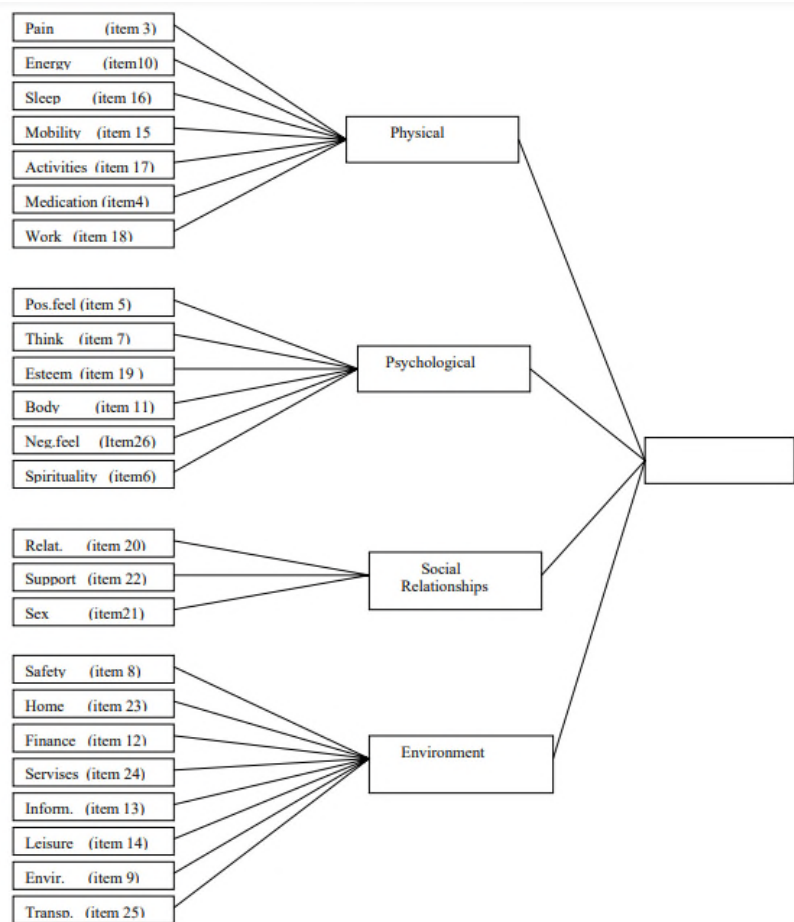 Pain (item 3)
Energy (item10)
Sleep (item 16)
Mobility (item 15
Activities (item 17)
Medication (item4)
Work (item 18)
Physical
Pos.feel (item 5)
Think (item 7)
Esteem (item 19 )
Body (item 11)
Neg.feel (Item26)
Spirituality (item6)
Psychological
Relat. (item 20)
Support (item 22)
Sex (item21)
Social
Relationships
Safety (item 8)
Home (item 23)
Finance (item 12)
Servises (item 24)
Inform. (item 13)
Leisure (item 14)
Envir. (item 9)
Transp. (item 25)
Environment